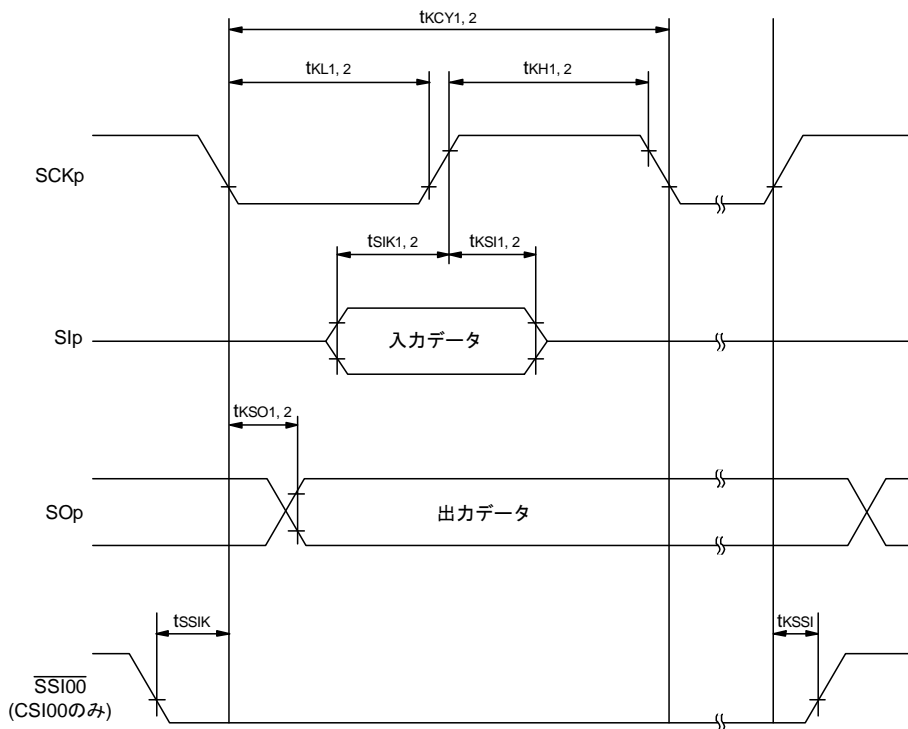 tKCY1, 2
tKL1, 2
tKH1, 2
SCKp
tSIK1, 2
tKSI1, 2
SIp
入力データ
tKSO1, 2
SOp
出力データ
tSSIK
tKSSI
SSI00
(CSI00のみ)